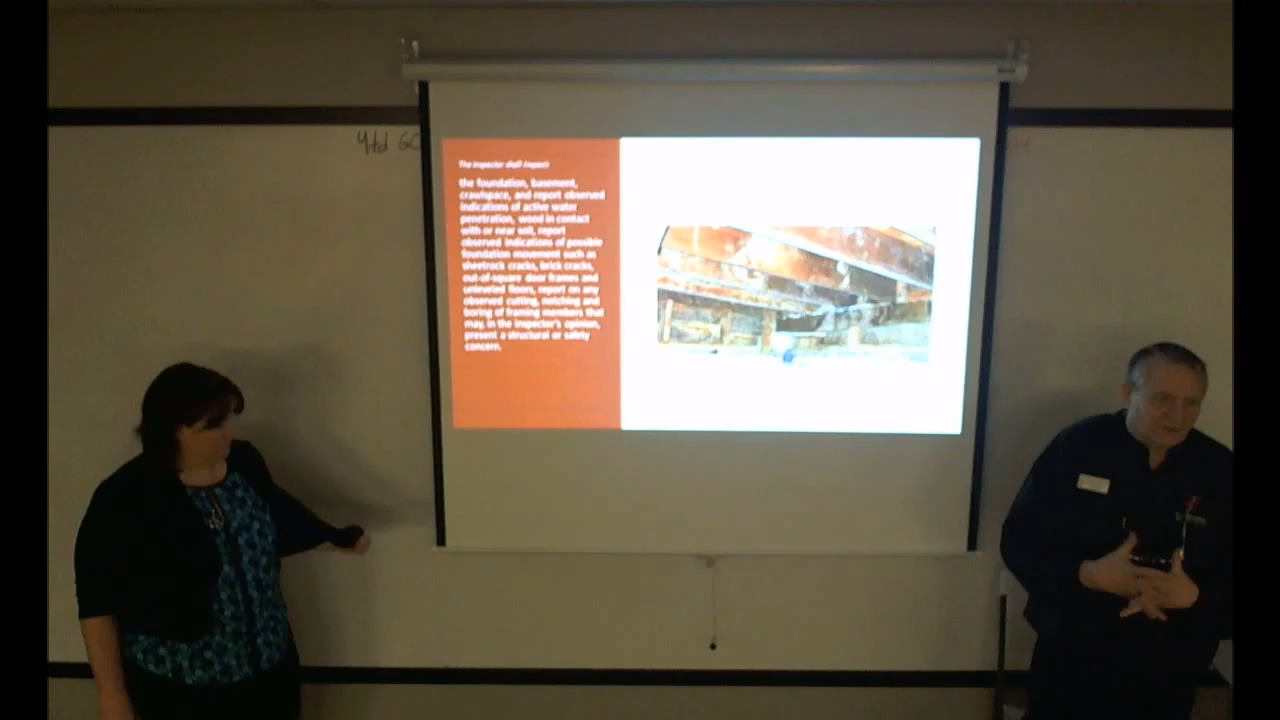 Ytd GC
The inspector shall inspect:
the foundation, basement,
crawlspace, and report observed
indications of active water
penetration, wood in contact
with or near soil, report
observed indications of possible
foundation movement such as
sheetrock cracks, brick cracks,
out-of-square door frames and
unleveled floors, report on any
observed cutting, notching and
boring of framing members that
may, in the inspector's opinion,
present a structural or safety
concern.